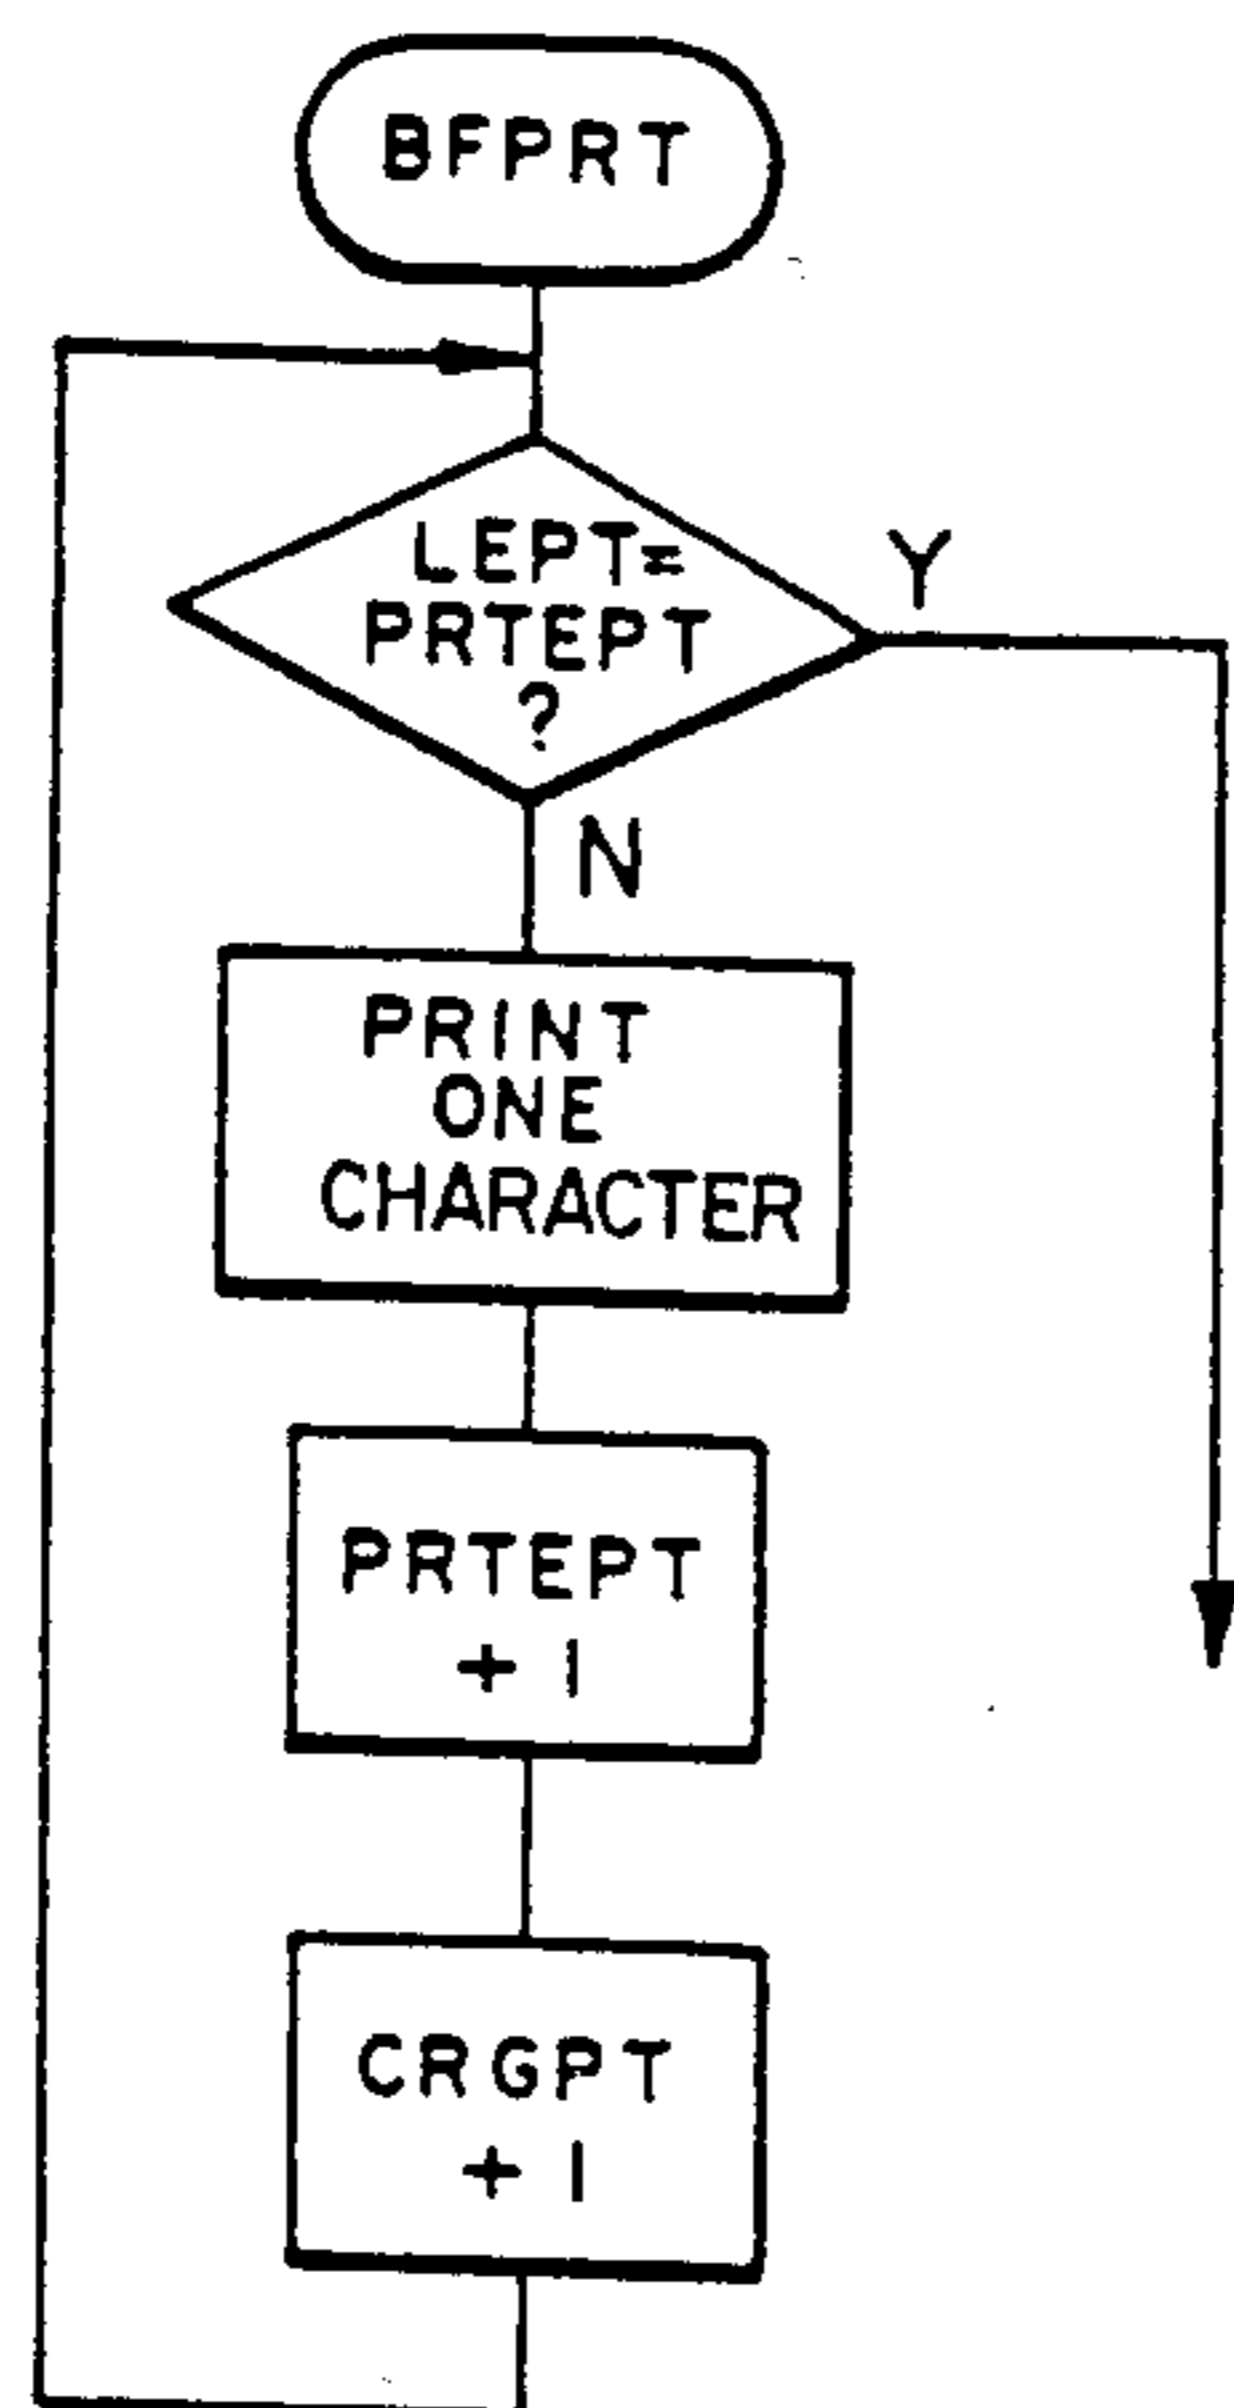 BFPRT
LEPT=
PRTEPT
?
Y
N
PRINT
ONE
CHARACTER
PRTEPT
+ 1
CRGPT
+ 1